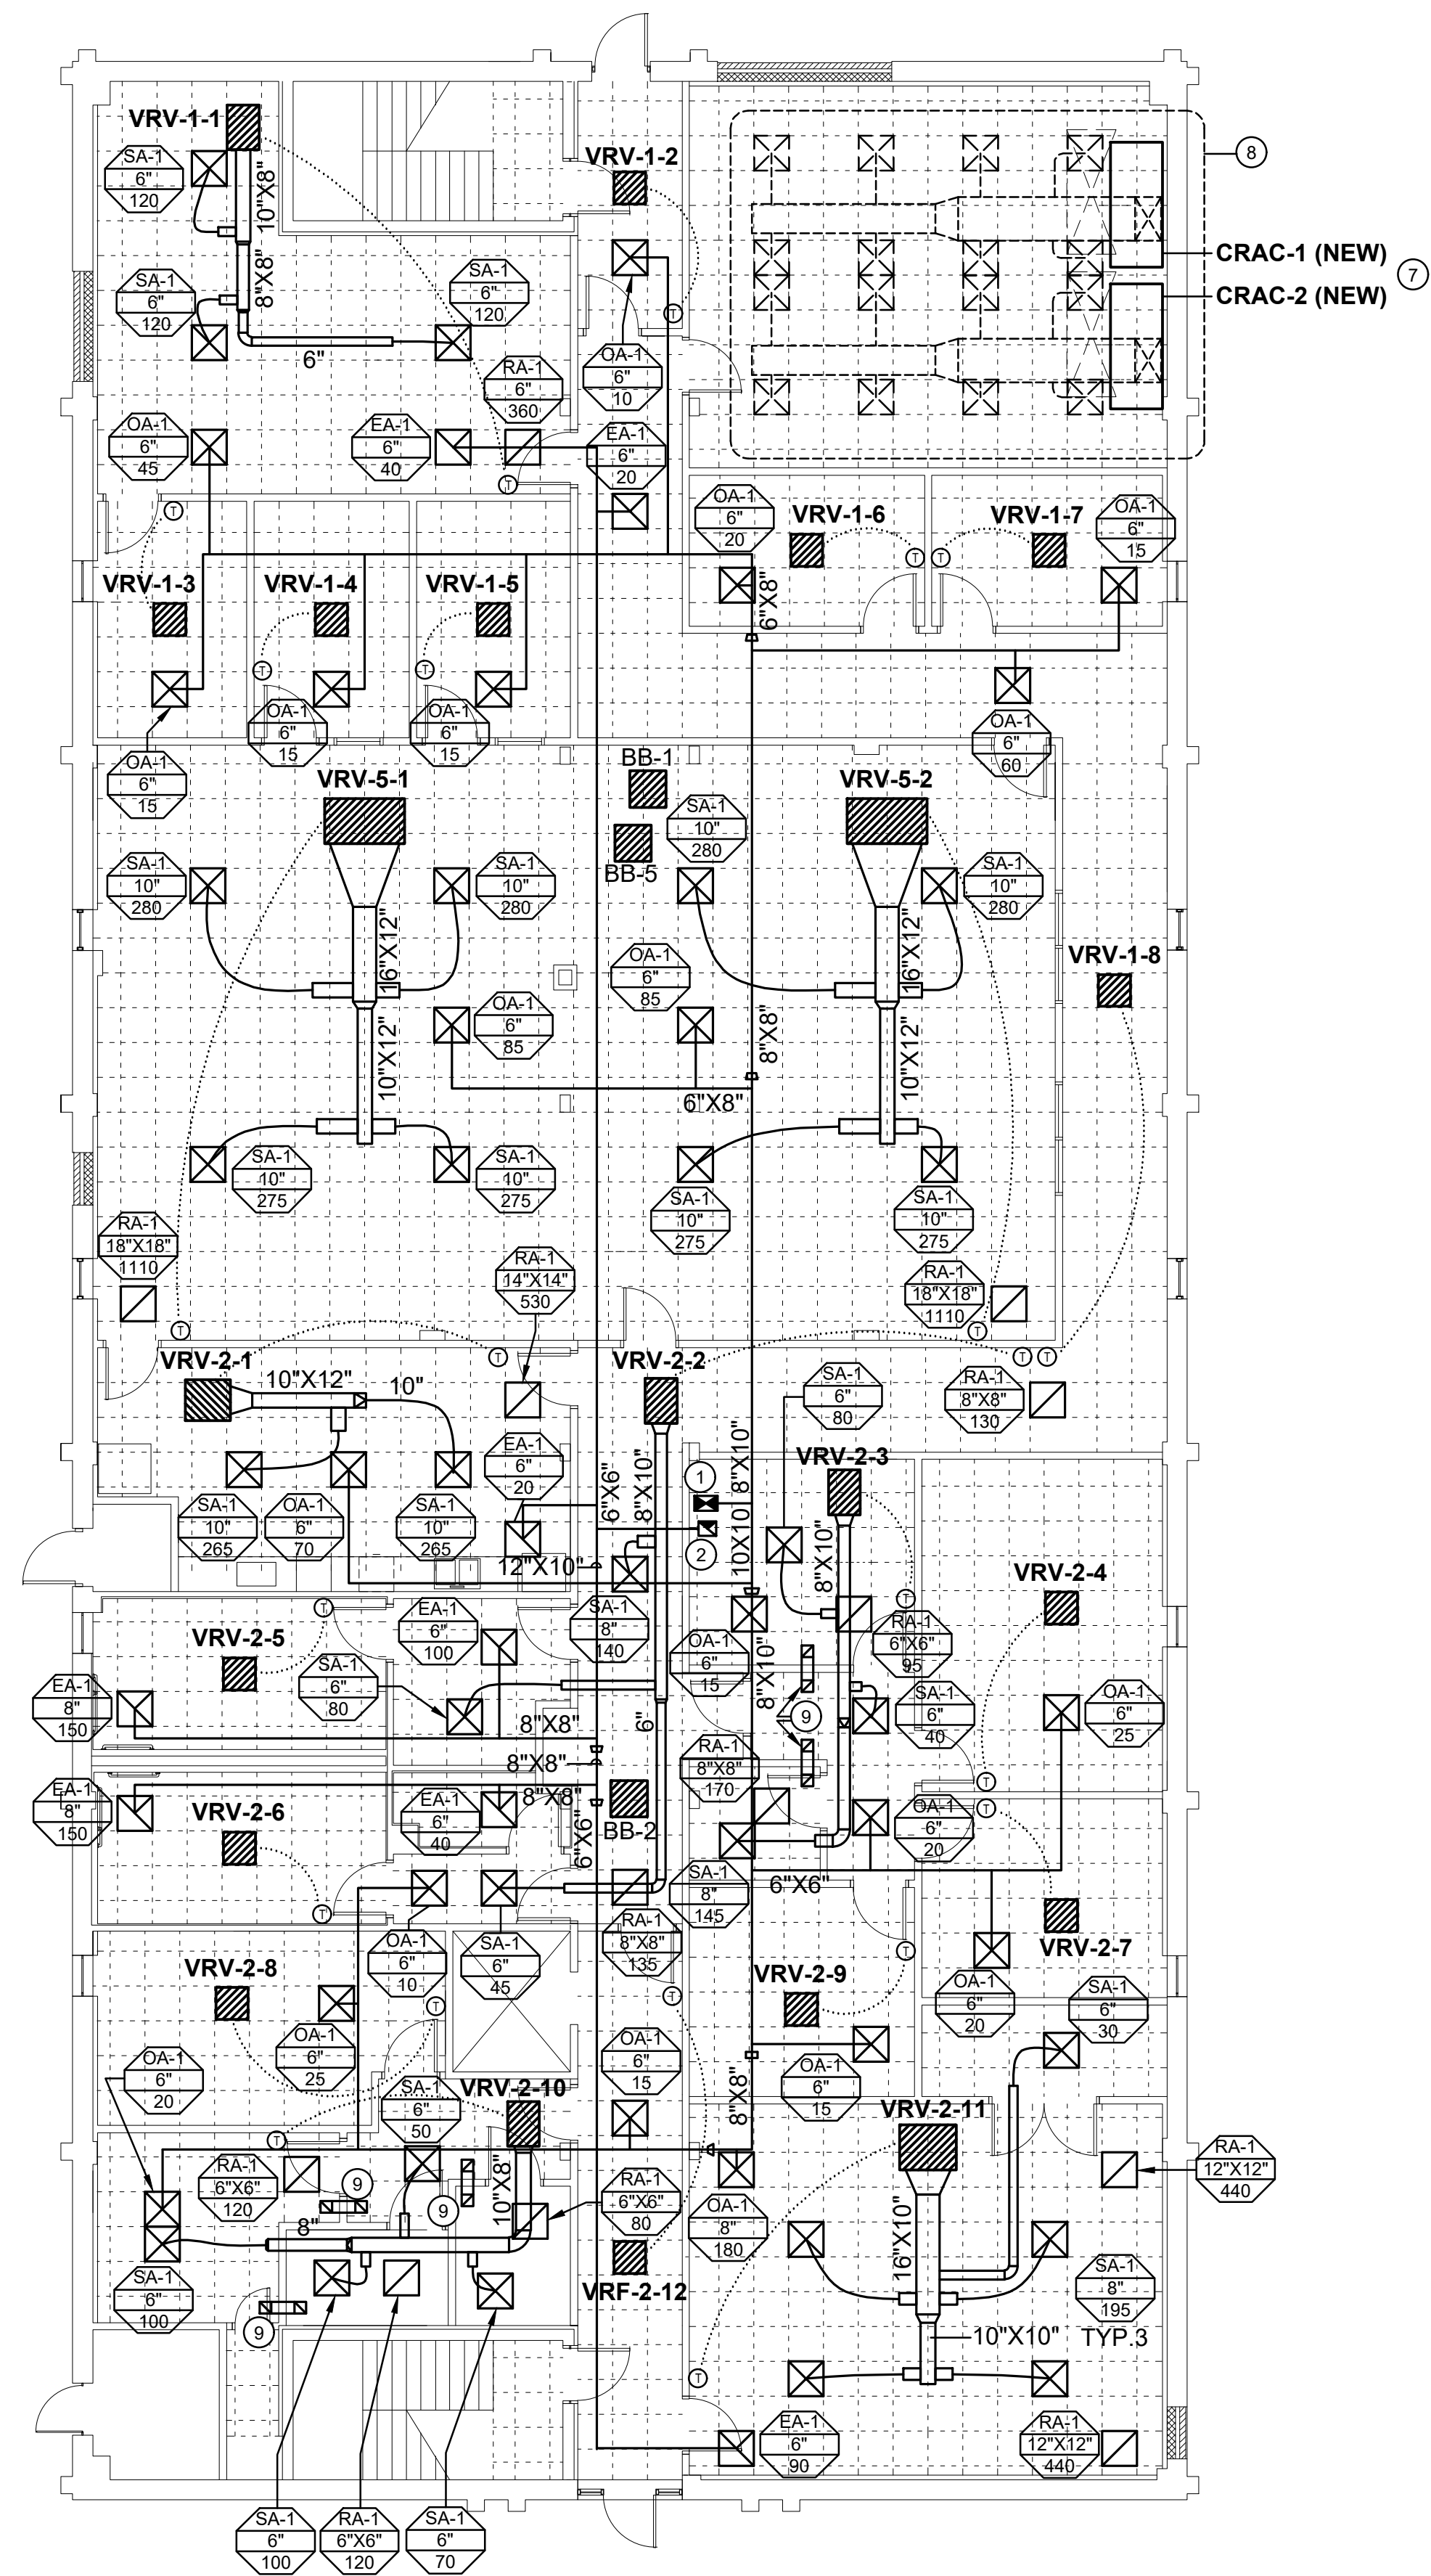 VRV-1-1
SA-1
6"
120
10"X8"
VRV-1-2
8
SA-1
6"
120
8"X8"
SA-1
6"
120
6"
CRAC-1 (NEW)
7
CRAC-2 (NEW)
T
OA-1
6"
10
RA-1
6"
360
OA-1
6"
45
EA-1
6"
40
EA-1
6"
20
T
T
OA-1
6"
20
VRV-1-6
VRV-1-7
OA-1
6"
15
T
T
VRV-1-3
VRV-1-4
VRV-1-5
6"X8"
T
T
OA-1
6"
15
OA-1
6"
15
OA-1
6"
15
OA-1
6"
60
VRV-5-1
BB-1
VRV-5-2
SA-1
10"
280
BB-5
SA-1
10"
280
SA-1
10"
280
SA-1
10"
280
16"X12"
16"X12"
VRV-1-8
OA-1
6"
85
OA-1
6"
85
10"X12"
8"X8"
10"X12"
6"X8"
SA-1
10"
275
SA-1
10"
275
SA-1
10"
275
SA-1
10"
275
RA-1
18"X18"
1110
RA-1
14"X14"
530
RA-1
18"X18"
1110
T
T
VRV-2-1
T
VRV-2-2
T
T
10"X12"
10"
SA-1
6"
80
RA-1
8"X8"
130
EA-1
6"
20
6"X6"
8"X10"
8"X10"
VRV-2-3
1
SA-1
10"
265
OA-1
6"
70
SA-1
10"
265
2
10X10
12"X10"
8"X10"
VRV-2-4
T
T
VRV-2-5
EA-1
6"
100
SA-1
8"
140
OA-1
6"
15
RA-1
6"X6"
95
SA-1
6"
80
8"X10"
EA-1
8"
150
8"X8"
6"
9
SA-1
6"
40
OA-1
6"
25
8"X8"
RA-1
8"X8"
170
T
EA-1
8"
150
VRV-2-6
EA-1
6"
40
8"X8"
6"X6"
BB-2
OA-1
6"
20
T
6"X6"
T
SA-1
8"
145
OA-1
6"
10
SA-1
6"
45
RA-1
8"X8"
135
T
VRV-2-7
VRV-2-8
VRV-2-9
T
T
OA-1
6"
20
SA-1
6"
30
OA-1
6"
25
OA-1
6"
20
OA-1
6"
15
OA-1
6"
15
SA-1
6"
50
VRV-2-10
8"X8"
VRV-2-11
T
RA-1
6"X6"
120
9
9
10"X8"
RA-1
6"X6"
80
RA-1
12"X12"
440
8"
OA-1
8"
180
16"X10"
SA-1
6"
100
VRF-2-12
SA-1
8"
195
TYP.3
9
10"X10"
T
EA-1
6"
90
RA-1
12"X12"
440
SA-1
6"
100
RA-1
6"X6"
120
SA-1
6"
70